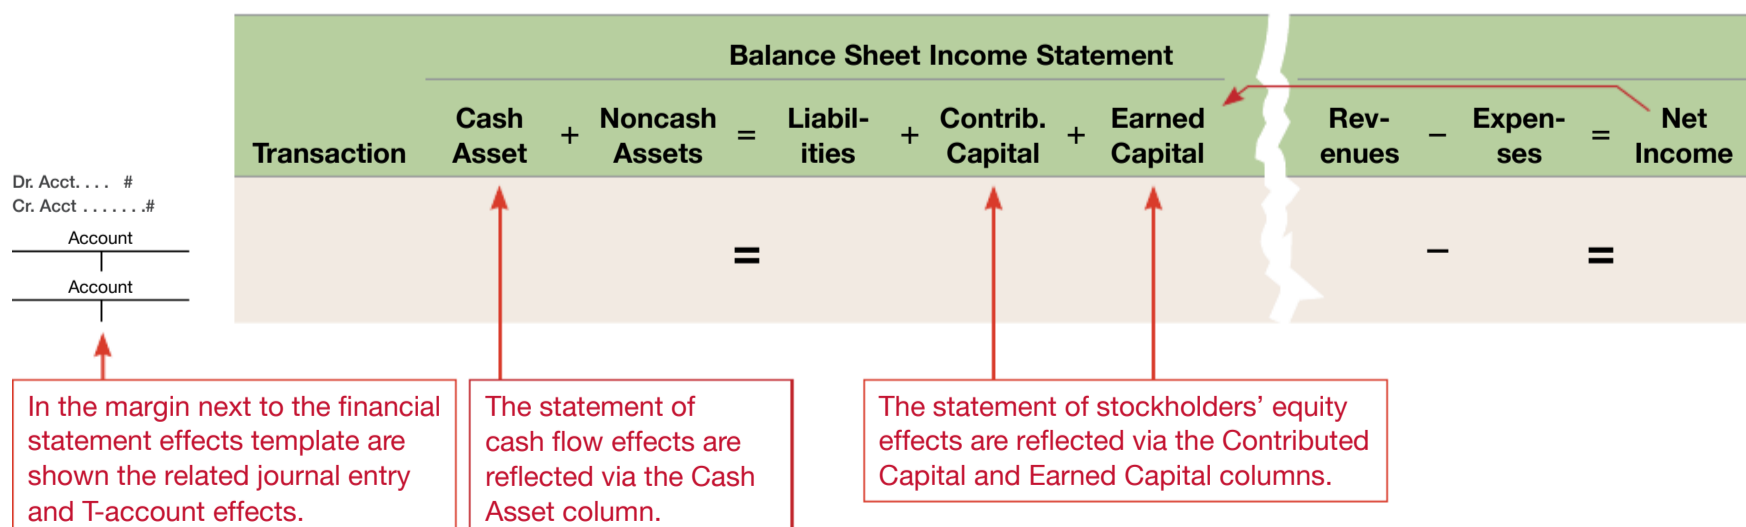 Balance Sheet Income Statement
Transaction
Cash
Asset
+
Noncash
Assets
=
Liabil-
ities
+
Contrib.
Capital
+
Earned
Capital
Rev-
enues
−
Expen-
ses
=
Net
Income
Dr. Acct. . . . #
Cr. Acct . . . . . . .#
Account
Account
=
−
=
In the margin next to the financial
statement effects template are
shown the related journal entry
and T-account effects.
The statement of
cash flow effects are
reflected via the Cash
Asset column.
The statement of stockholders’ equity
effects are reflected via the Contributed
Capital and Earned Capital columns.